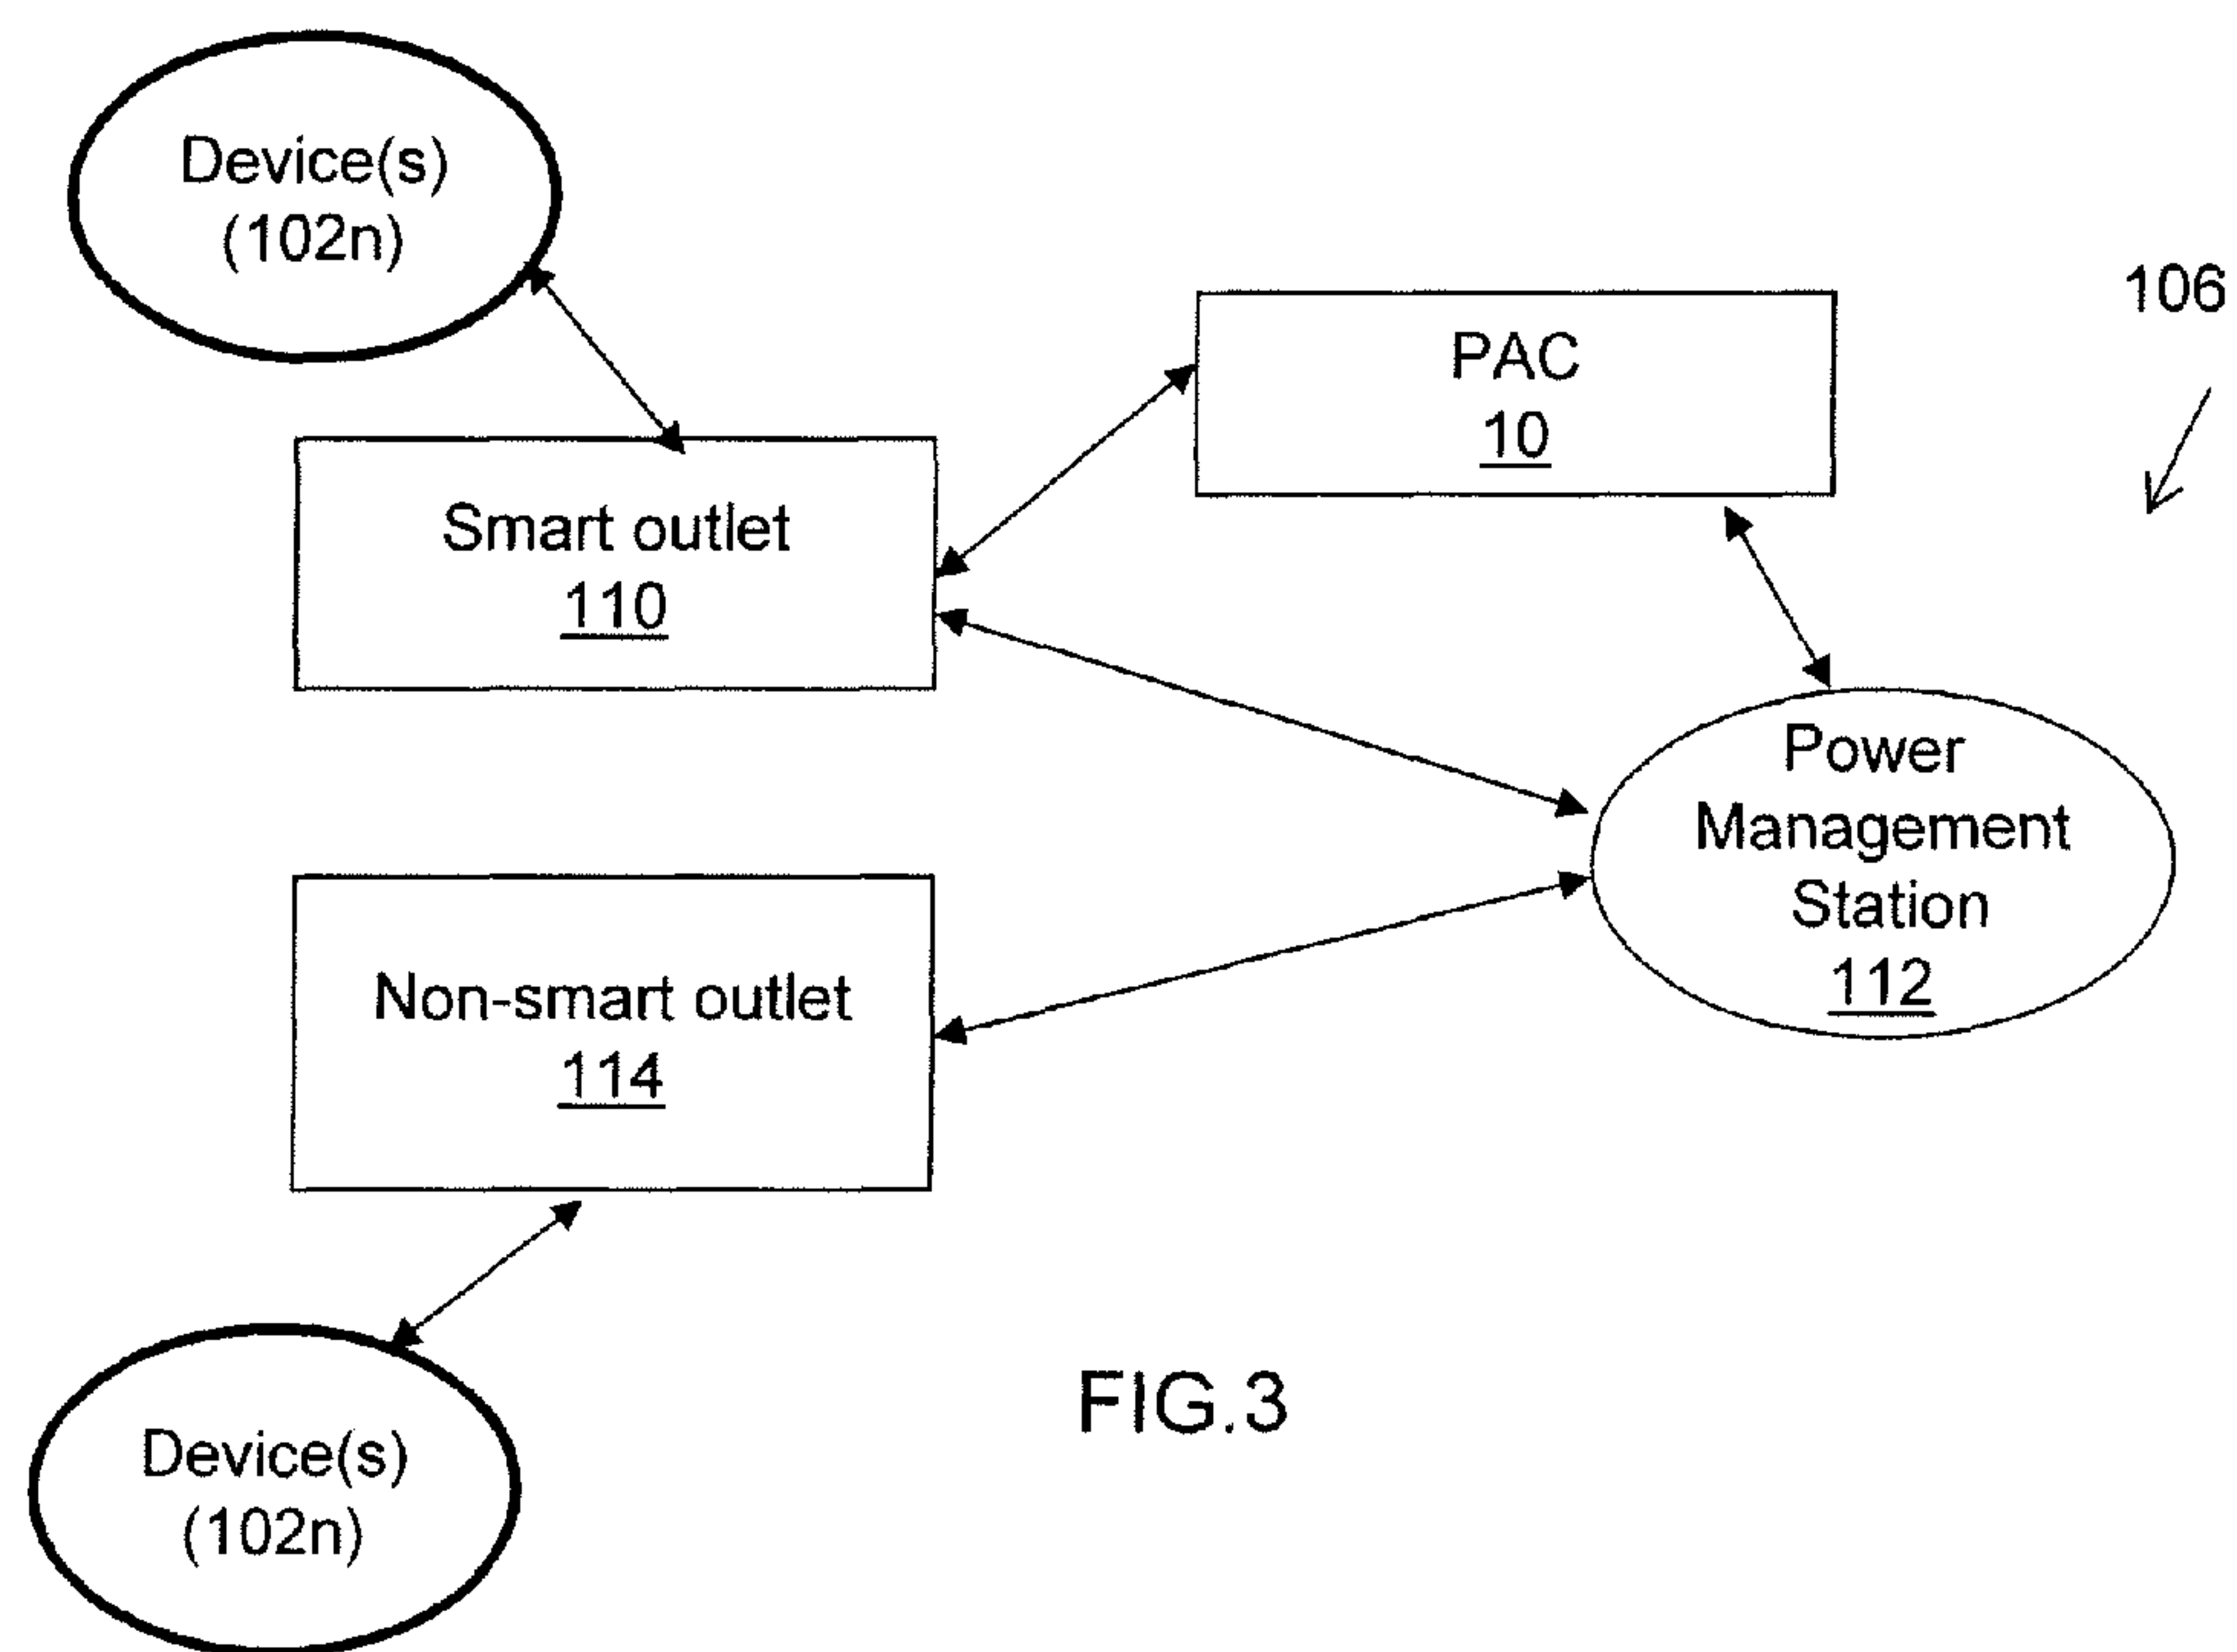 Device(s)
(102n)
106
PAC
10
Smart outlet
110
Power
Management
Station
112
Non-smart outlet
114
FIG.3
Device(s)
(102n)